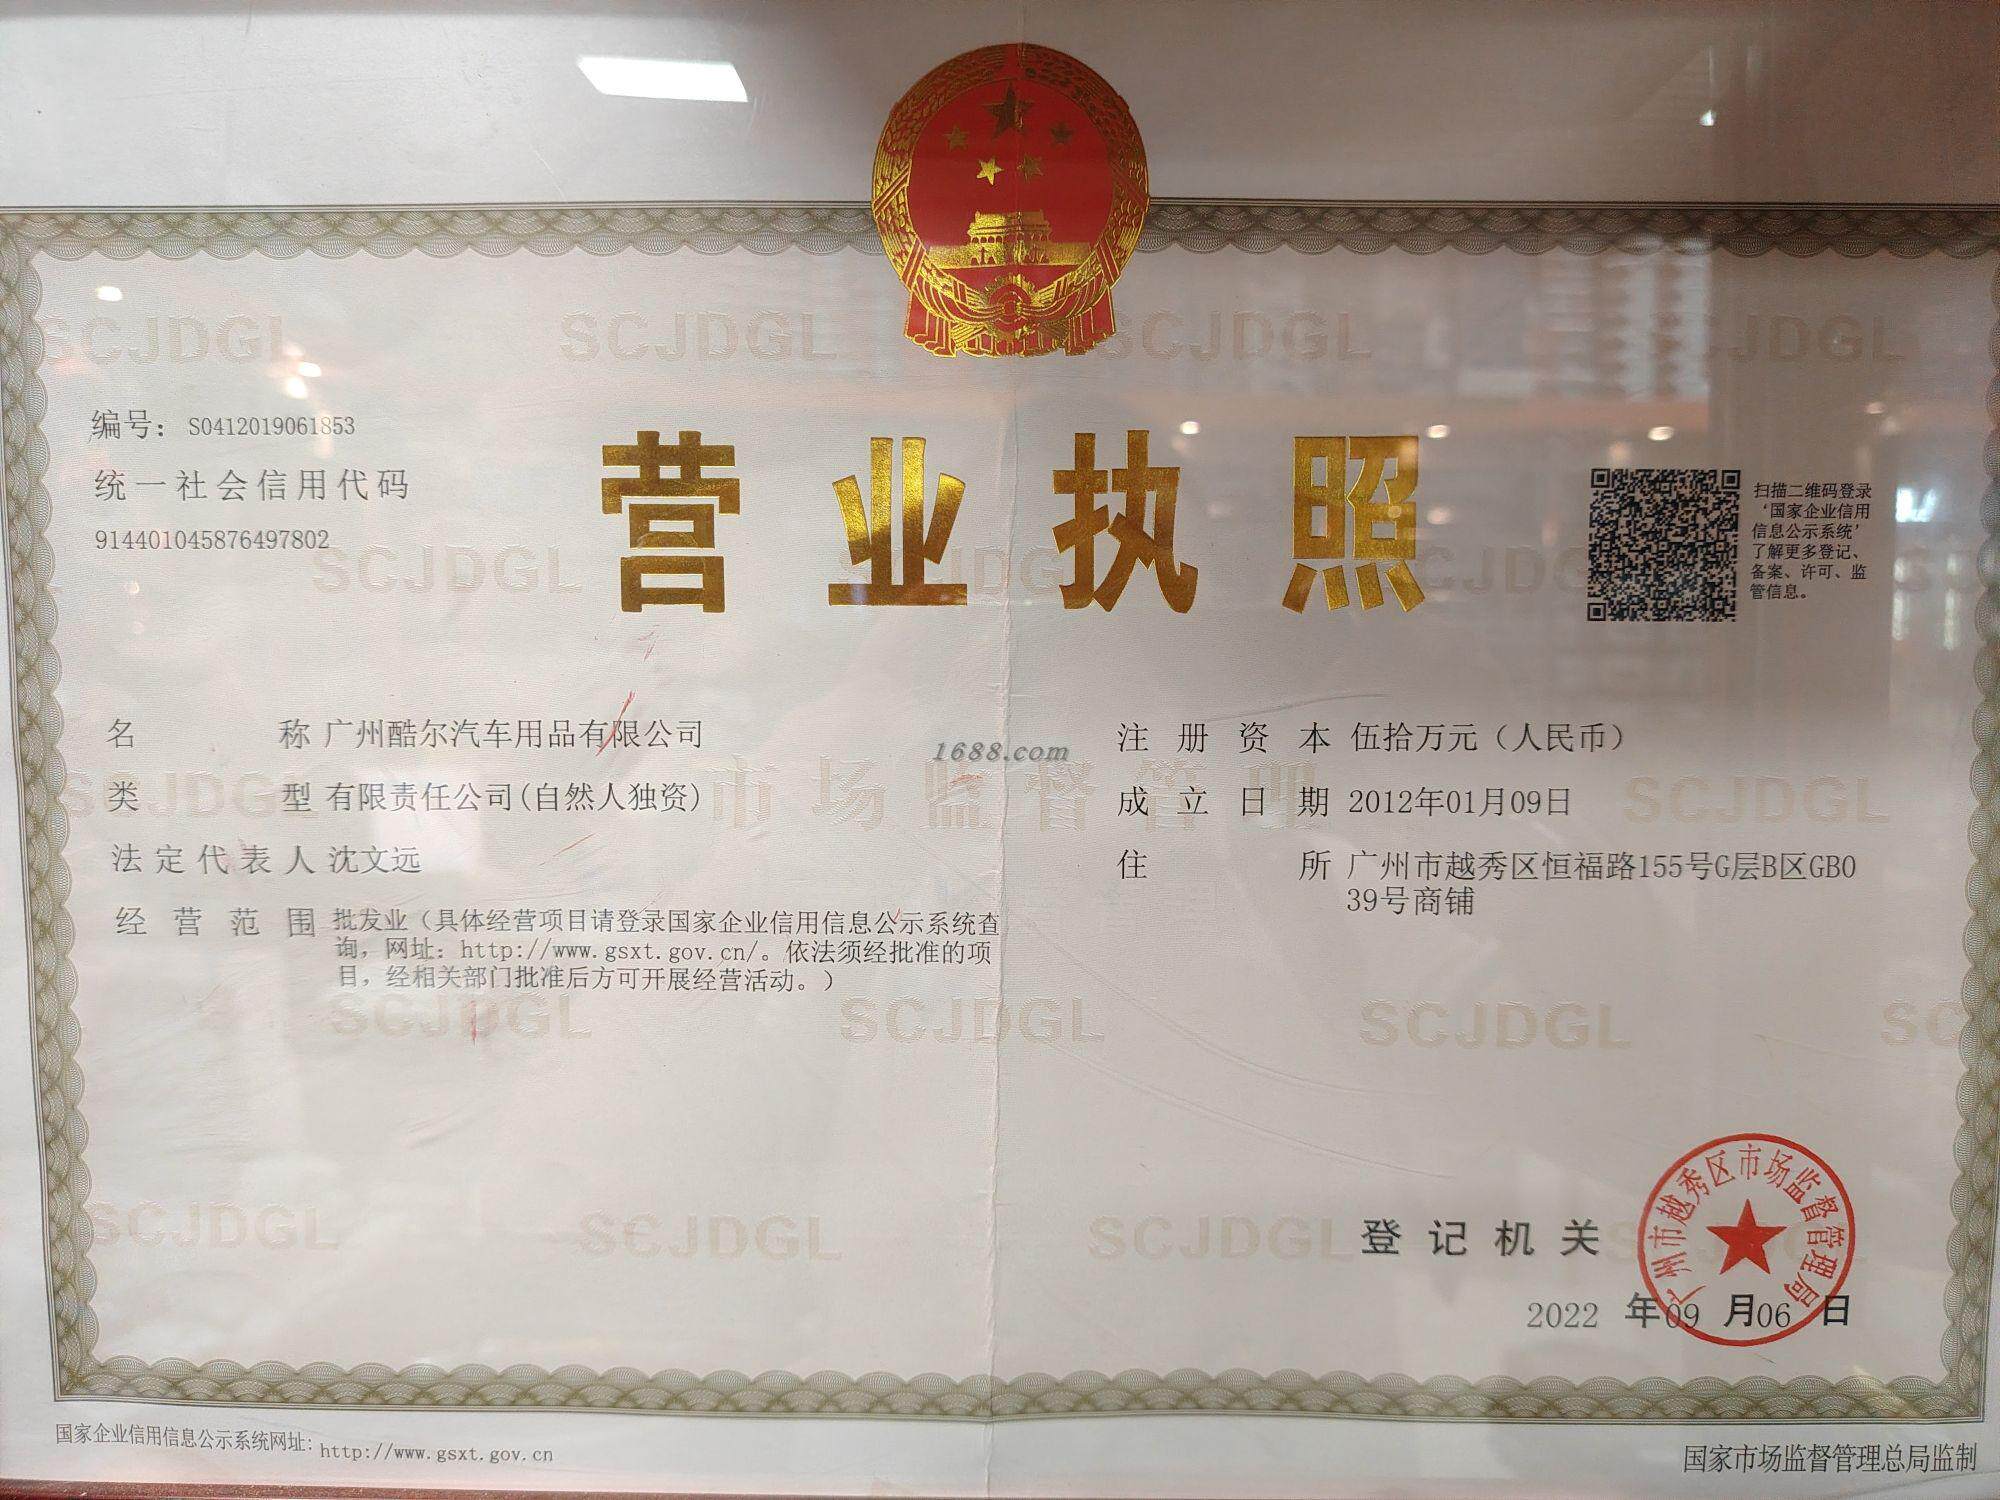 编号: S0412019061853
统一社会信用代码
914401045876497802
营业执照
扫描二维码登录
‘国家企业信用
信息公示系统’
了解更多登记、
备案、许可、监
管信息。
名称 广州酷尔汽车用品有限公司
类型 有限责任公司(自然人独资)
法定代表人 沈文远
经营范围 批发业（具体经营项目请登录国家企业信用信息公示系统查
询，网址：http://www.gsxt.gov.cn/。依法须经批准的项
目，经相关部门批准后方可开展经营活动。）
1688.com
注册资本 伍拾万元（人民币）
成立日期 2012年01月09日
住所 广州市越秀区恒福路155号G层B区GB0
39号商铺
市场监督管理
SCJDGL
登记机关
广州市越秀区市场监督管理局
2022 年 09 月 06 日
国家企业信用信息公示系统网址: http://www.gsxt.gov.cn
国家市场监督管理总局监制